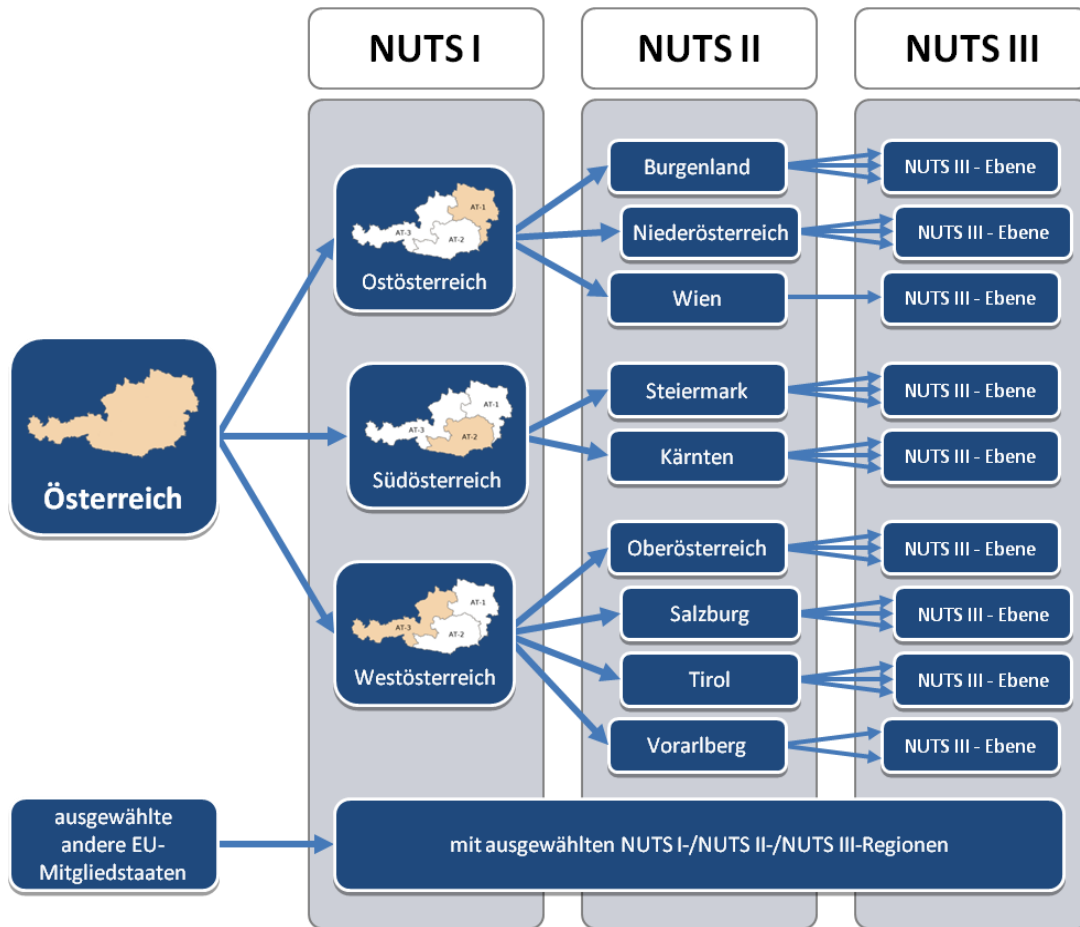 NUTS I
NUTS II
NUTS III
Österreich
AT-1
AT-3
AT-2
Ostösterreich
AT-1
AT-3
AT-2
Südösterreich
AT-1
AT-3
AT-2
Westösterreich
Burgenland
Niederösterreich
Wien
Steiermark
Kärnten
Oberösterreich
Salzburg
Tirol
Vorarlberg
NUTS III - Ebene
NUTS III - Ebene
NUTS III - Ebene
NUTS III - Ebene
NUTS III - Ebene
NUTS III - Ebene
NUTS III - Ebene
NUTS III - Ebene
NUTS III - Ebene
ausgewählte
andere EU-
Mitgliedstaaten
mit ausgewählten NUTS I-/NUTS II-/NUTS III-Regionen